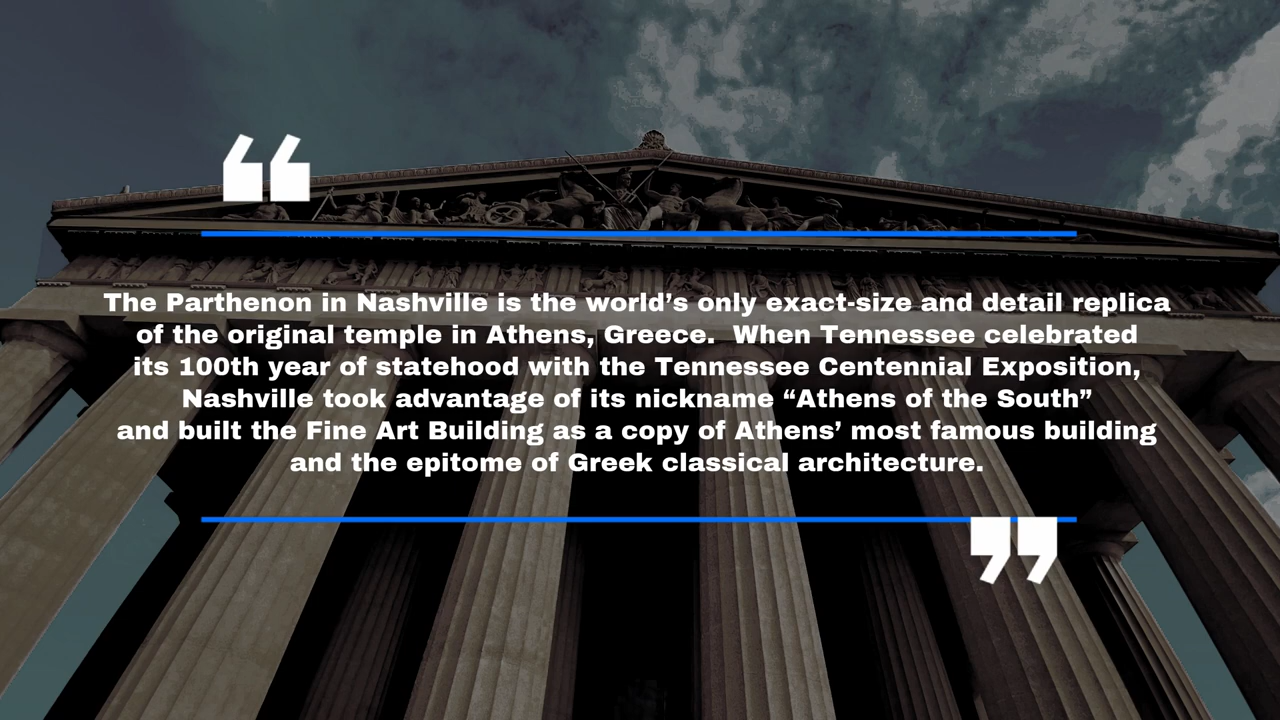 “
The Parthenon in Nashville is the world’s only exact-size and detail replica
of the original temple in Athens, Greece.  When Tennessee celebrated
its 100th year of statehood with the Tennessee Centennial Exposition,
Nashville took advantage of its nickname “Athens of the South”
and built the Fine Art Building as a copy of Athens’ most famous building
and the epitome of Greek classical architecture.
”